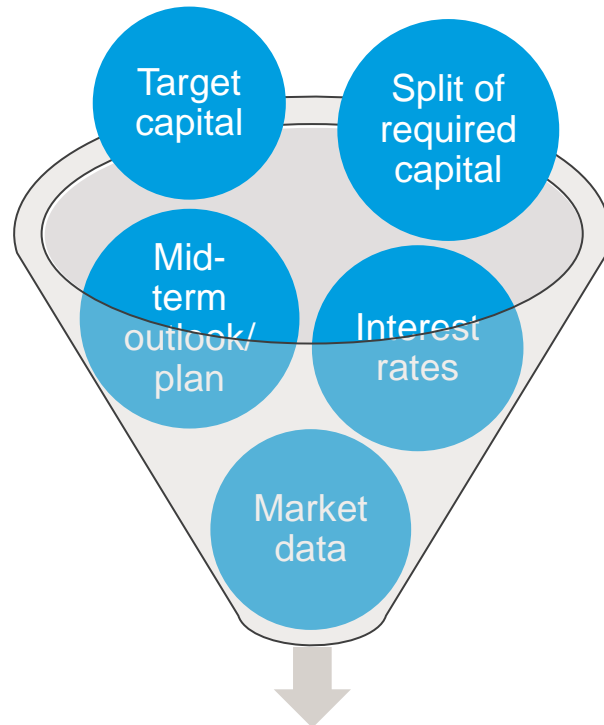 Target
capital
Split of
required
capital
Mid-
term
outlook/
plan
Interest
rates
Market
data